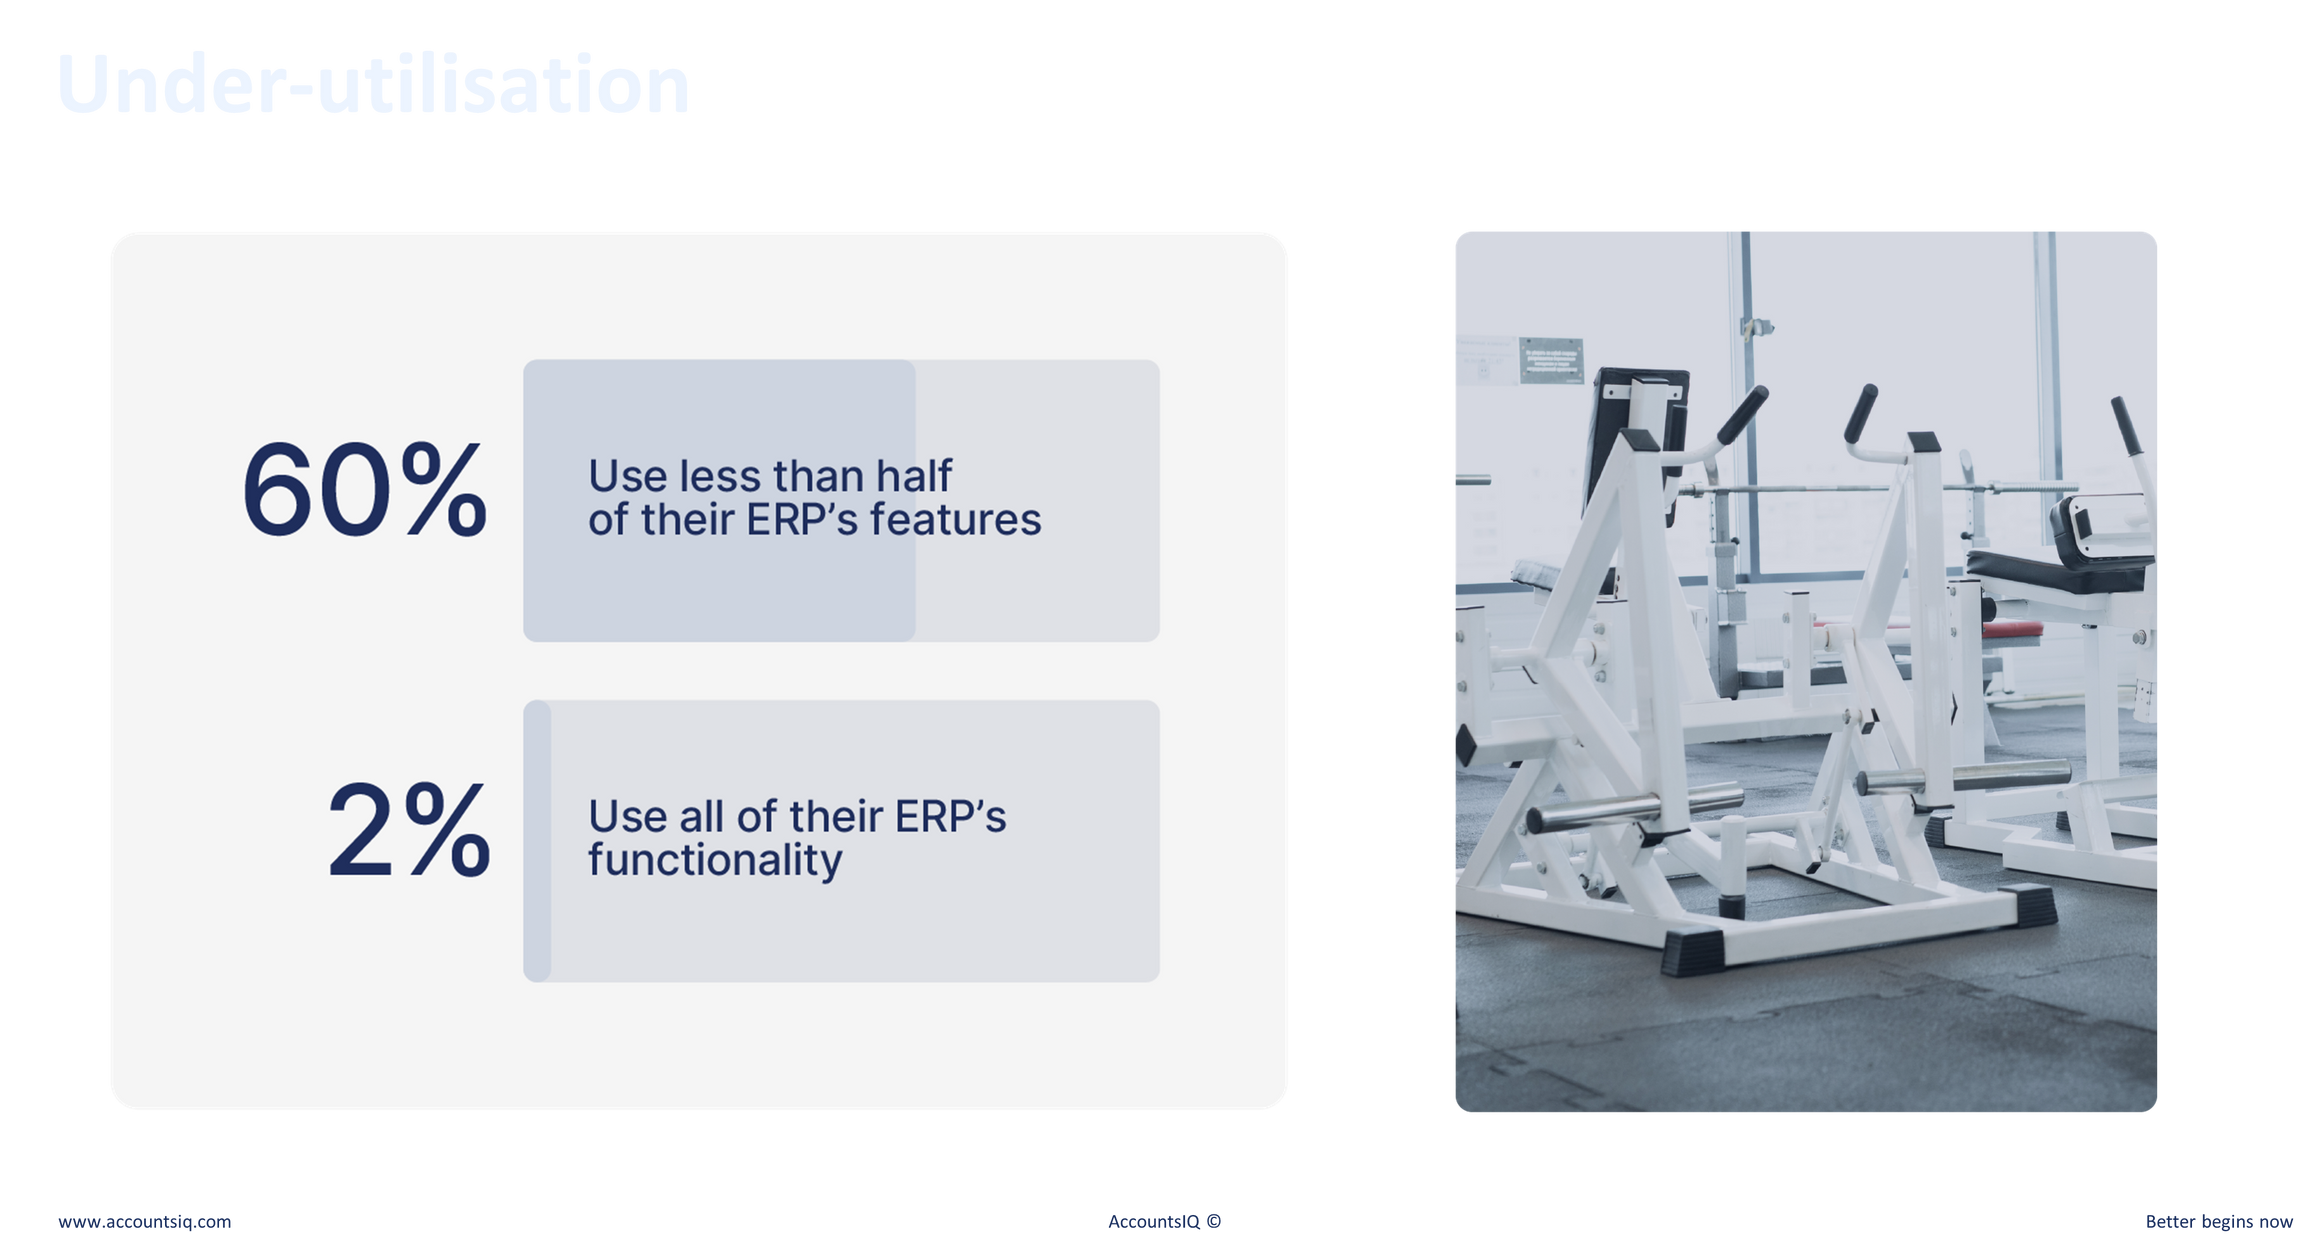 Under-utilisation
60%
Use less than half
of their ERP’s features
2%
Use all of their ERP’s
functionality
www.accountsiq.com
AccountsIQ ©
Better begins now